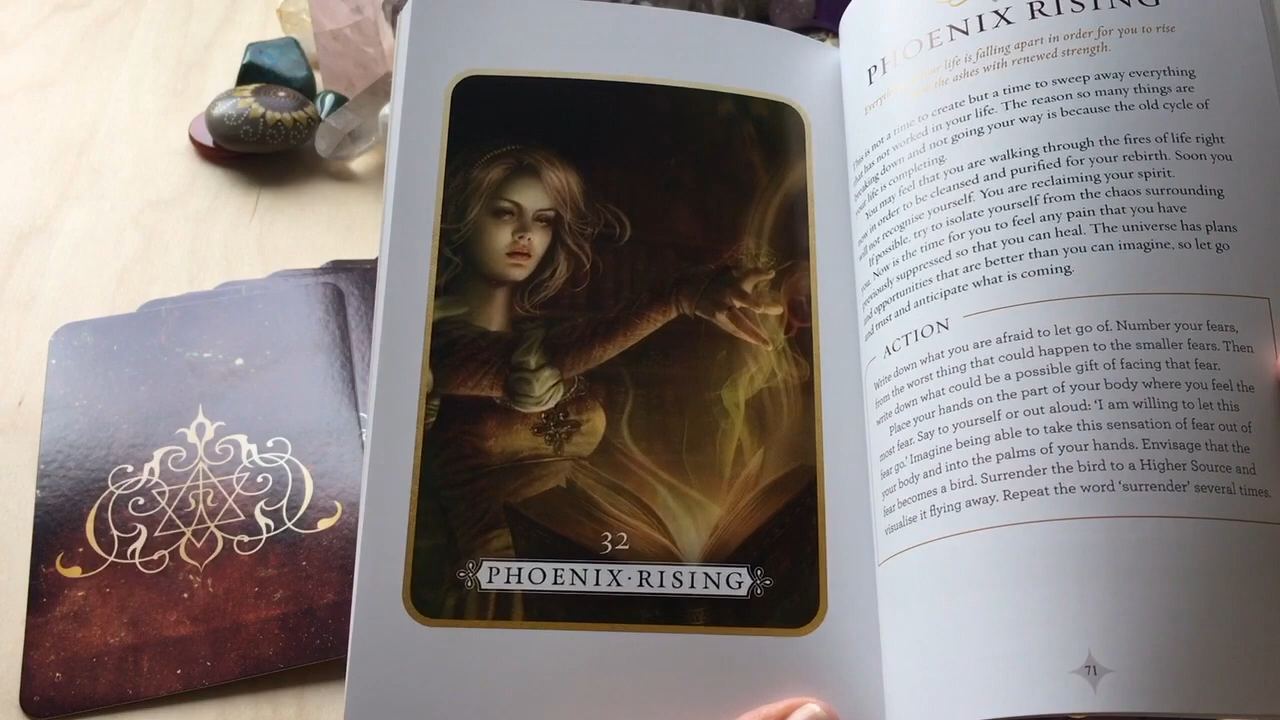 32
PHOENIX·RISING
PHOENIX RISING
life is falling apart in order for you to rise
the ashes with renewed strength.
This is not a time to create but a time to sweep away everything
that has not worked in your life. The reason so many things are
breaking down and not going your way is because the old cycle of
your life is completing.
You may feel that you are walking through the fires of life right
now in order to be cleansed and purified for your rebirth. Soon you
will not recognise yourself. You are reclaiming your spirit.
If possible, try to isolate yourself from the chaos surrounding
you. Now is the time for you to feel any pain that you have
previously suppressed so that you can heal. The universe has plans
and opportunities that are better than you can imagine, so let go
and trust and anticipate what is coming.
ACTION
Write down what you are afraid to let go of. Number your fears,
from the worst thing that could happen to the smaller fears. Then
write down what could be a possible gift of facing that fear.
Place your hands on the part of your body where you feel the
most fear. Say to yourself or out aloud: ‘I am willing to let this
fear go.’ Imagine being able to take this sensation of fear out of
your body and into the palms of your hands. Envisage that the
fear becomes a bird. Surrender the bird to a Higher Source and
visualise it flying away. Repeat the word ‘surrender’ several times.
71